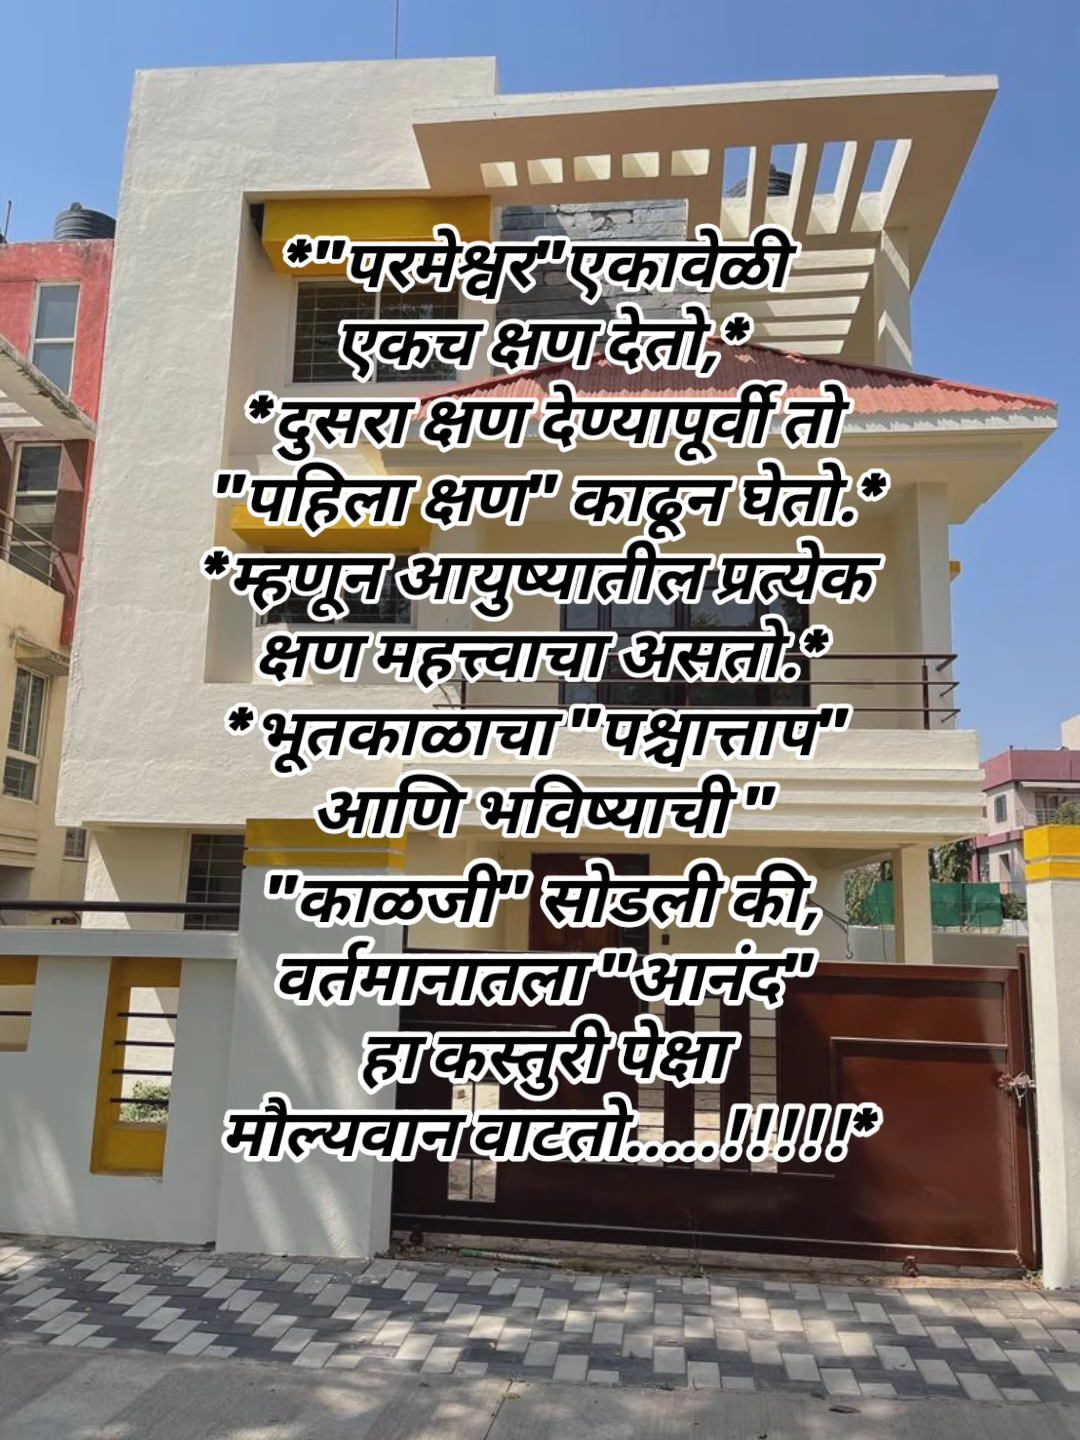 *"परमेश्वर"एकावेळी
एकच क्षण देतो,*
*दुसरा क्षण देण्यापूर्वी तो
"पहिला क्षण" काढून घेतो.*
*म्हणून आयुष्यातील प्रत्येक
क्षण महत्त्वाचा असतो.*
*भूतकाळाचा "पश्चात्ताप"
आणि भविष्याची "
"काळजी" सोडली की,
वर्तमानातला "आनंद"
हा कस्तुरी पेक्षा
मौल्यवान वाटतो.....!!!!!*